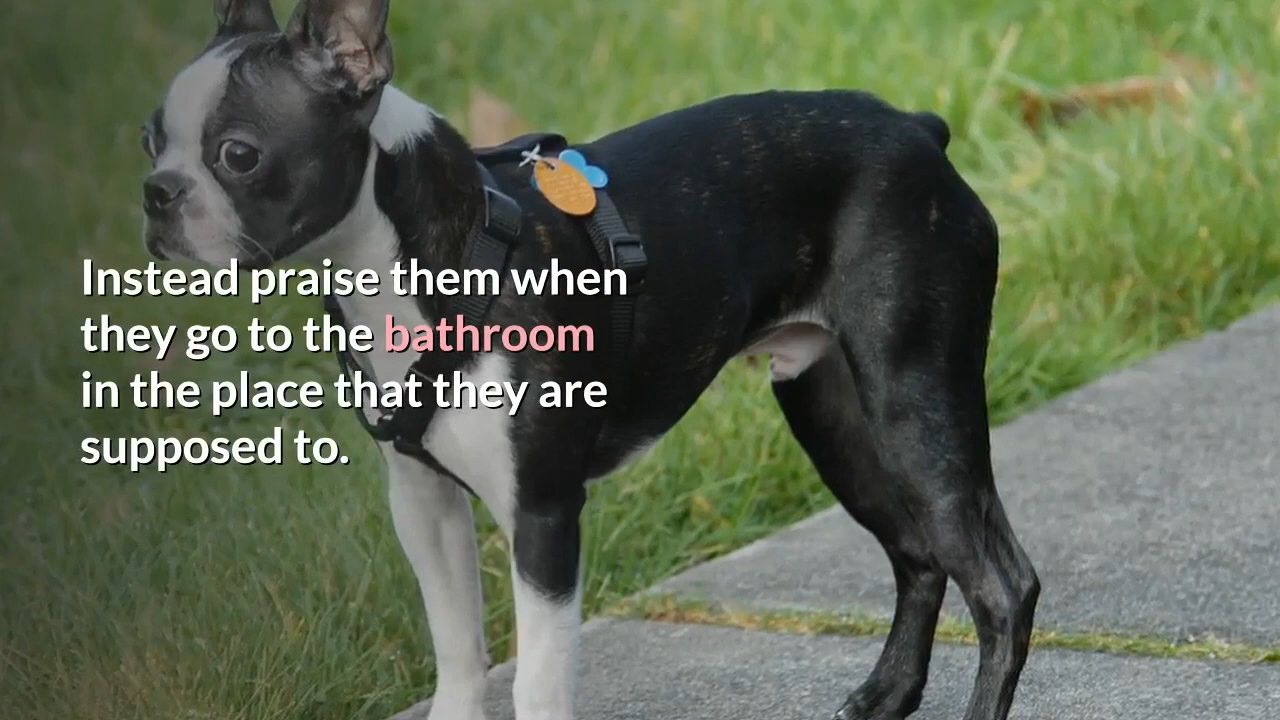 Instead praise them when
they go to the bathroom
in the place that they are
supposed to.